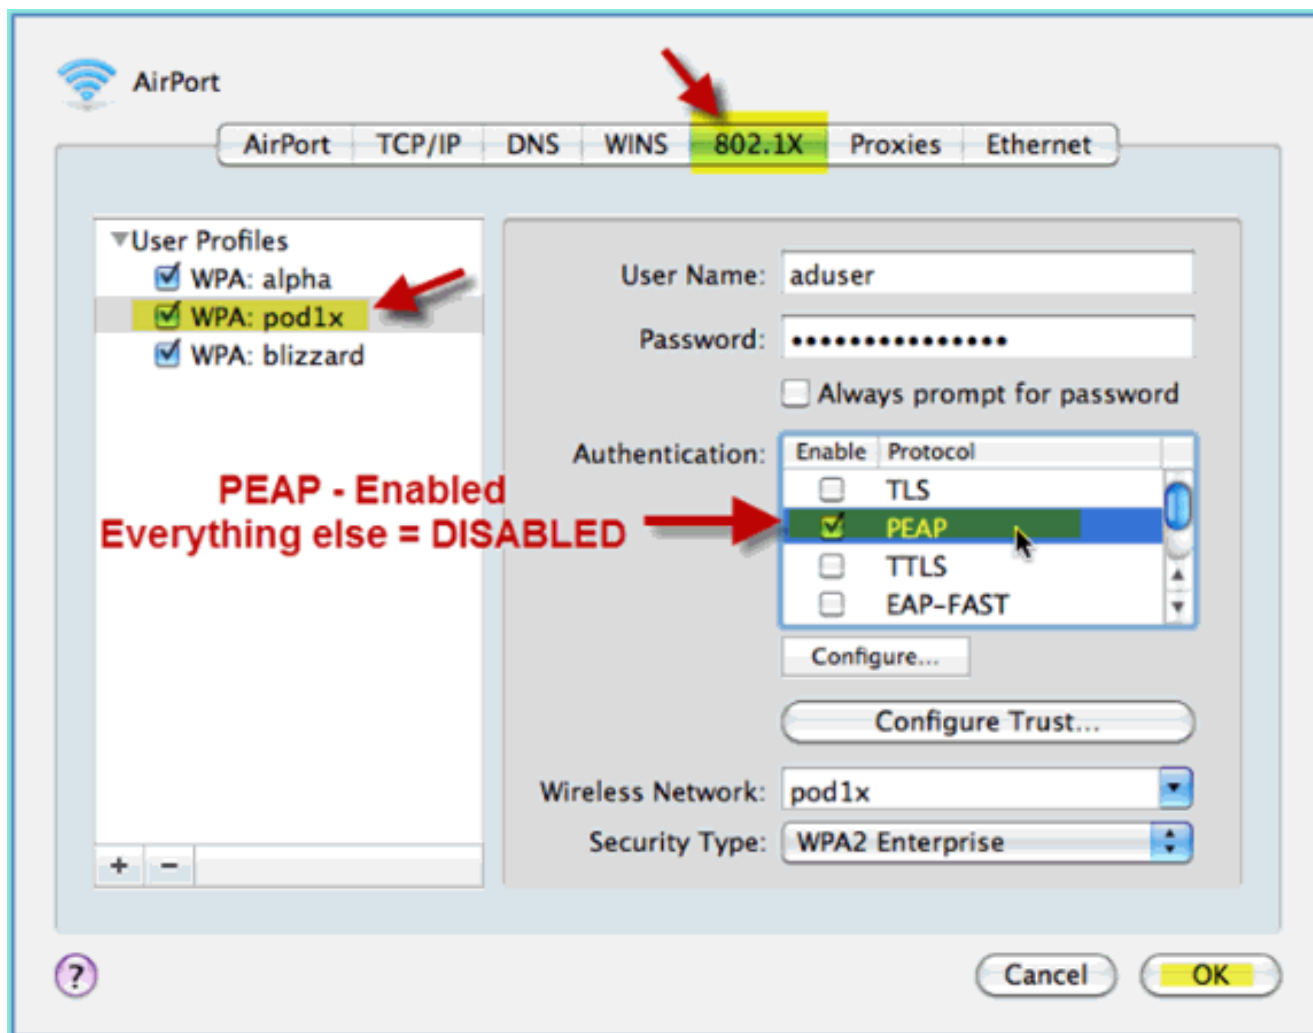 AirPort
AirPort TCP/IP DNS WINS 802.1X Proxies Ethernet
User Profiles
WPA: alpha
WPA: pod1x
WPA: blizzard
PEAP - Enabled
Everything else = DISABLED
User Name: aduser
Password: •••••••••••••••
Always prompt for password
Authentication:
Enable Protocol
TLS
PEAP
TTLS
EAP-FAST
Configure...
Configure Trust...
Wireless Network: pod1x
Security Type: WPA2 Enterprise
+ −
?
Cancel
OK